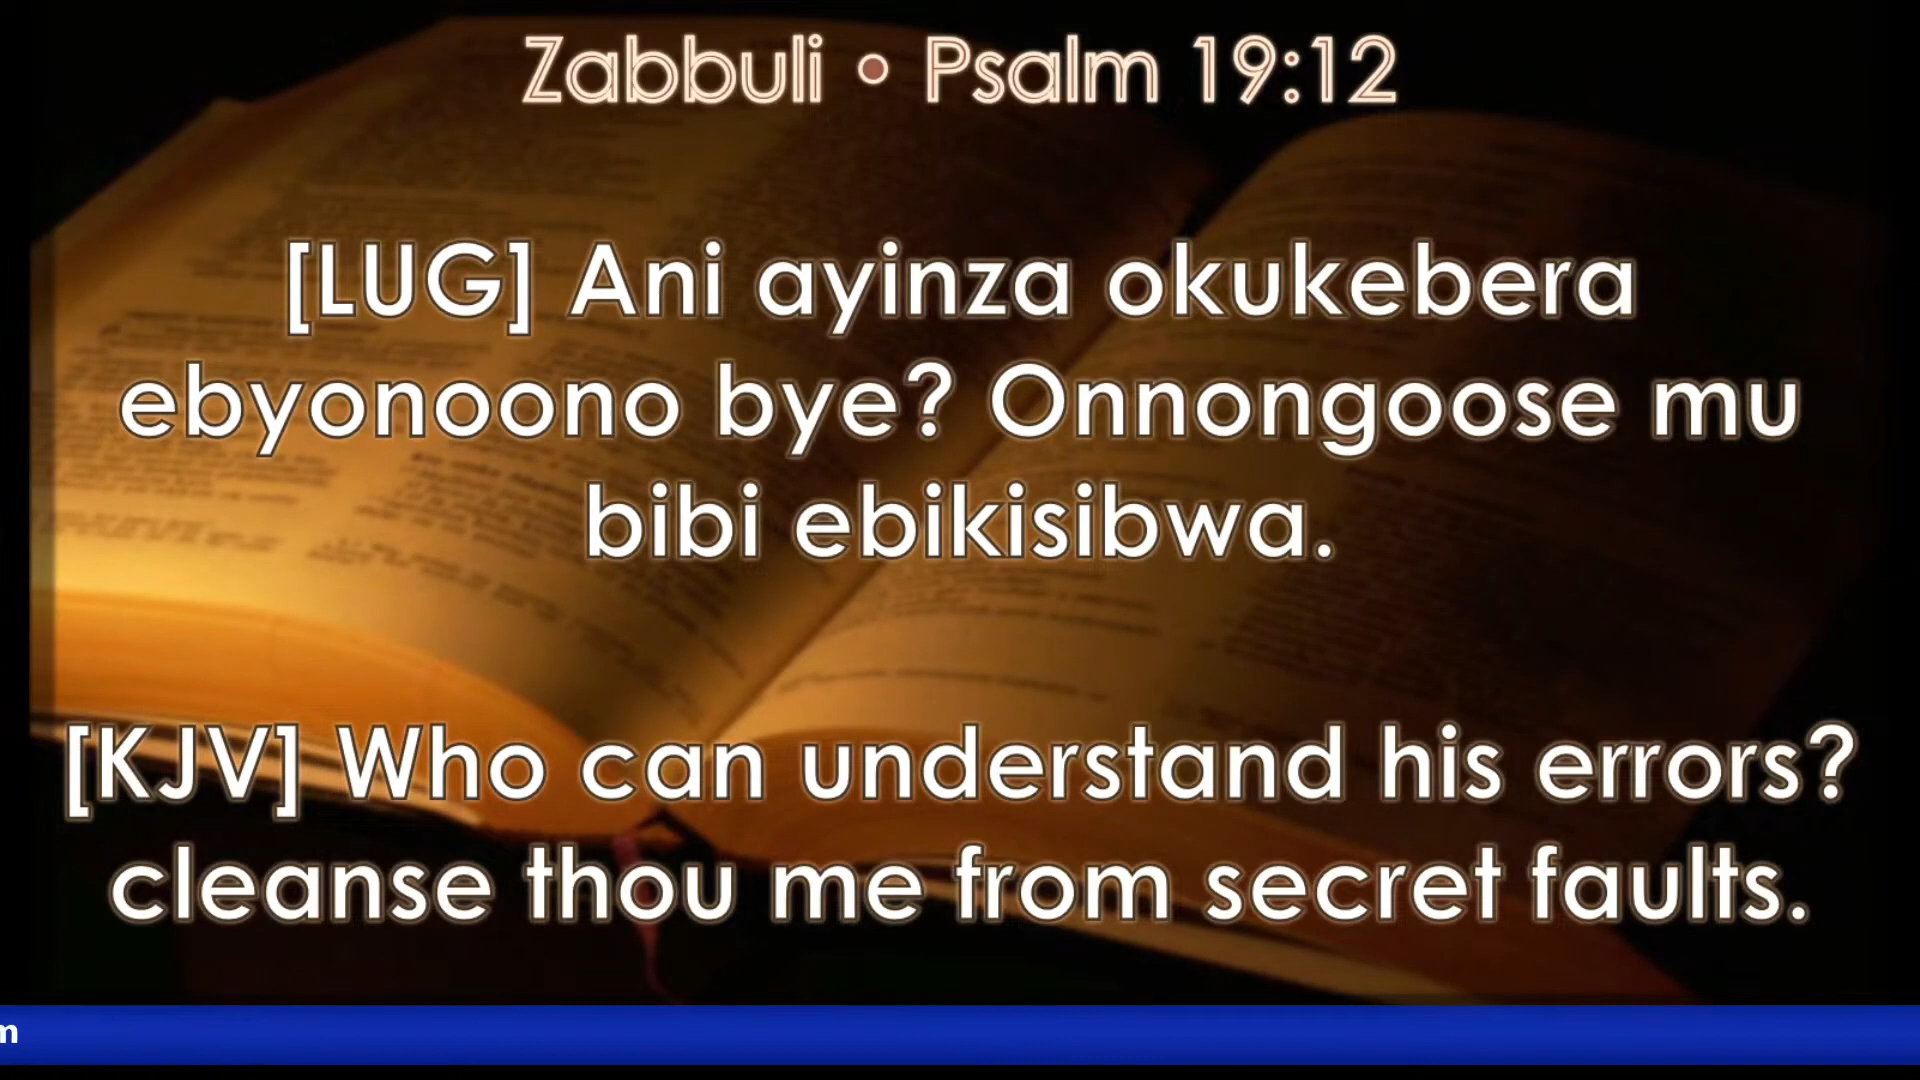 Zabbuli • Psalm 19:12
[LUG] Ani ayinza okukebera
ebyonoono bye? Onnongoose mu
bibi ebikisibwa.
[KJV] Who can understand his errors?
cleanse thou me from secret faults.
m